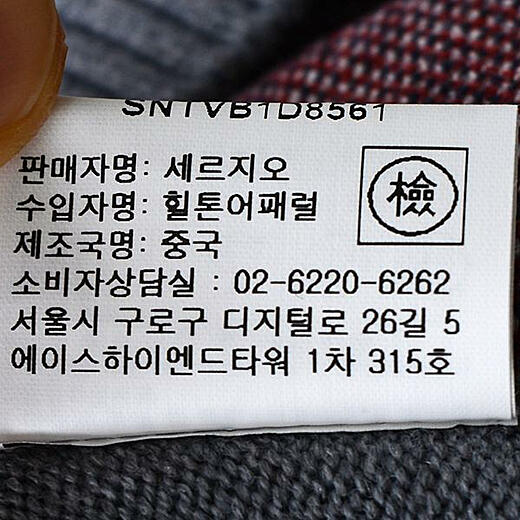 SNTVB1D8561
판매자명: 세르지오
수입자명: 힐톤어패럴
檢
제조국명: 중국
소비자상담실 : 02-6220-6262
서울시 구로구 디지털로 26길 5
에이스하이엔드타워 1차 315호